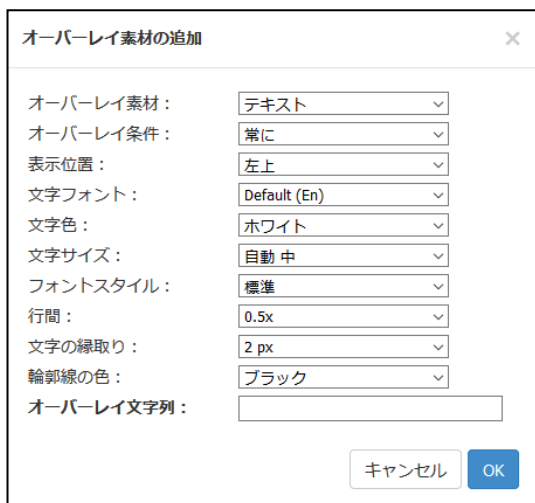 オーバーレイ素材の追加 ×
オーバーレイ素材： テキスト
オーバーレイ条件： 常に
表示位置： 左上
文字フォント： Default (En)
文字色： ホワイト
文字サイズ： 自動 中
フォントスタイル： 標準
行間： 0.5x
文字の縁取り： 2 px
輪郭線の色： ブラック
オーバーレイ文字列：
キャンセル OK